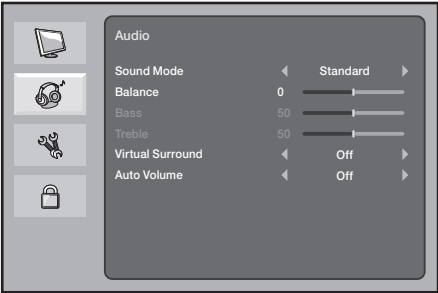 Audio
Sound Mode Standard
Balance 0
Bass 50
Treble 50
Virtual Surround Off
Auto Volume Off